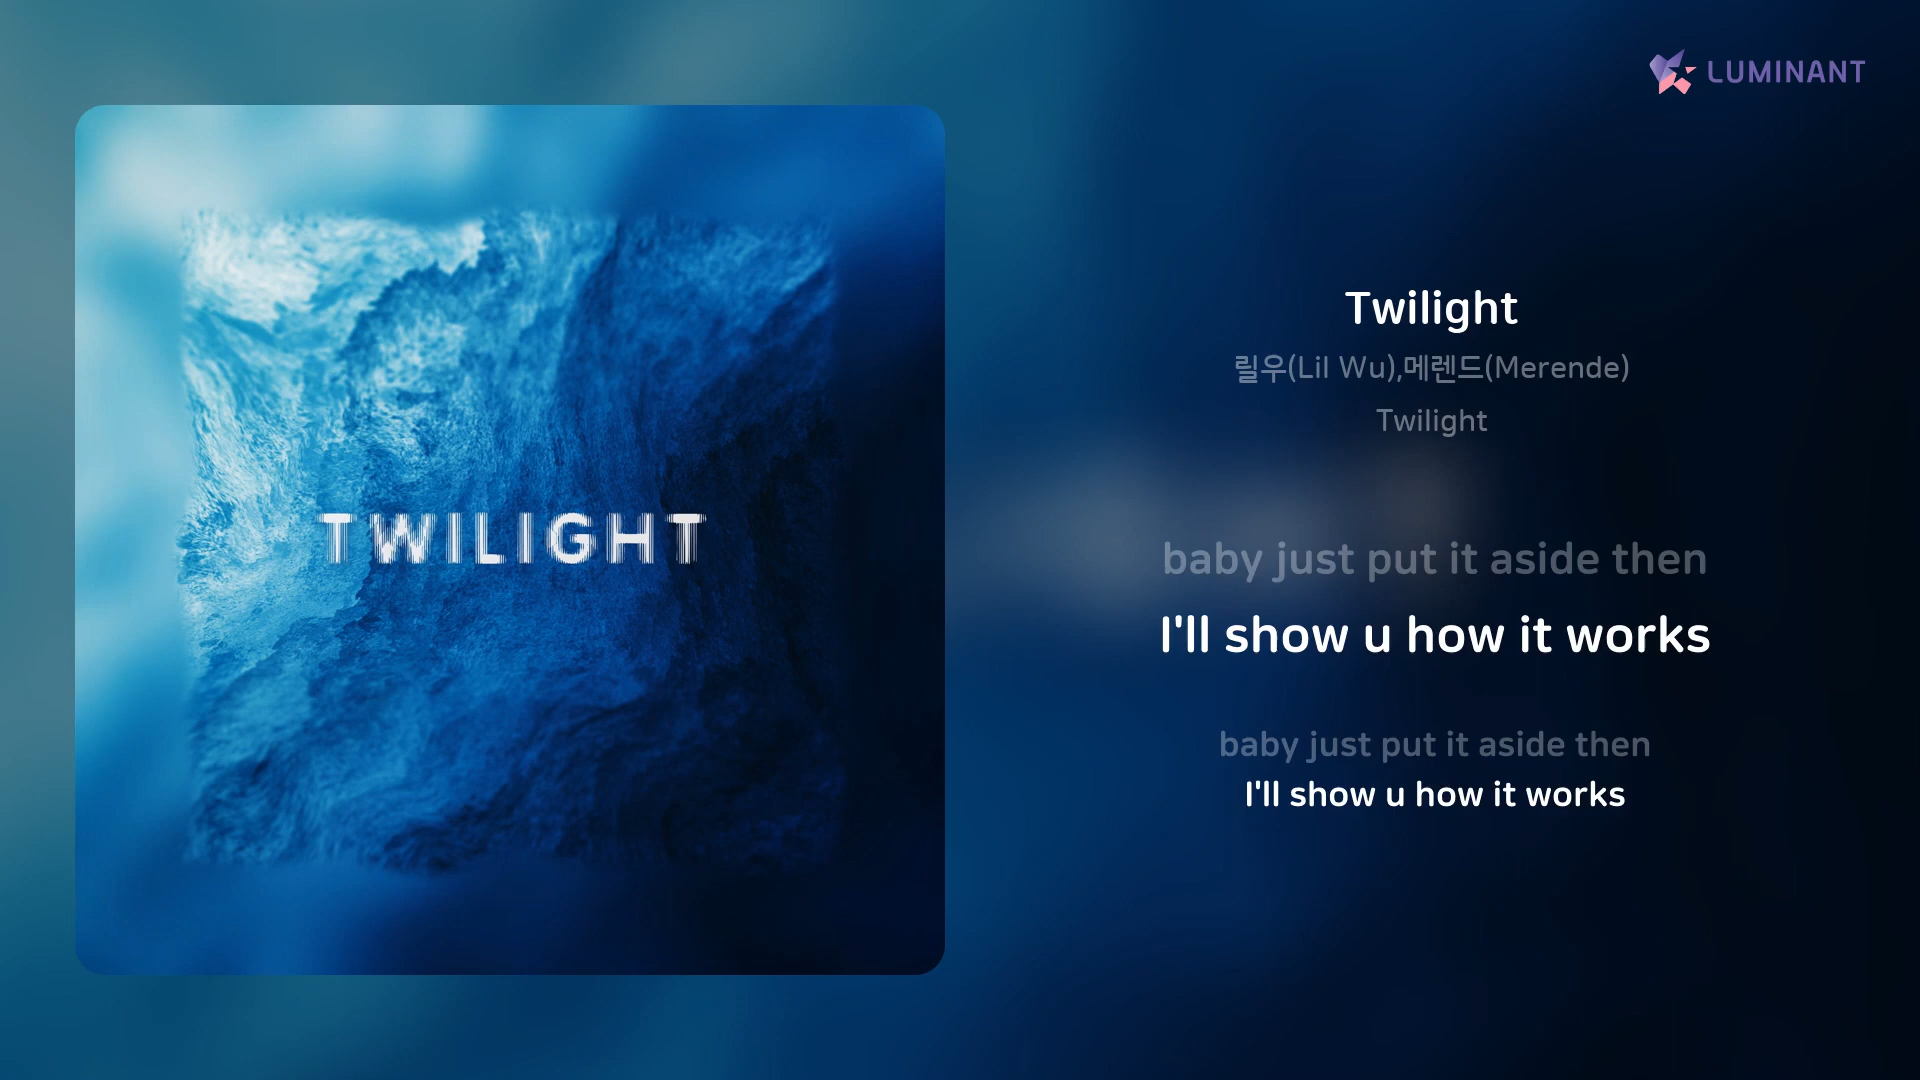 LUMINANT
TWILIGHT
Twilight
릴우(Lil Wu),메렌드(Merende)
Twilight
baby just put it aside then
I'll show u how it works
baby just put it aside then
I'll show u how it works